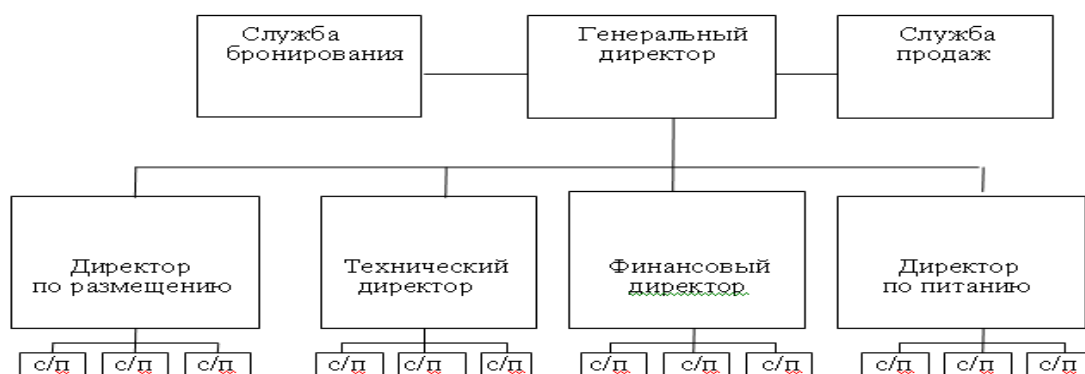 Служба
бронирования
Генеральный
директор
Служба
продаж
Директор
по размещению
Технический
директор
Финансовый
директор
Директор
по питанию
с/п
с/п
с/п
с/п
с/п
с/п
с/п
с/п
с/п
с/п
с/п
с/п